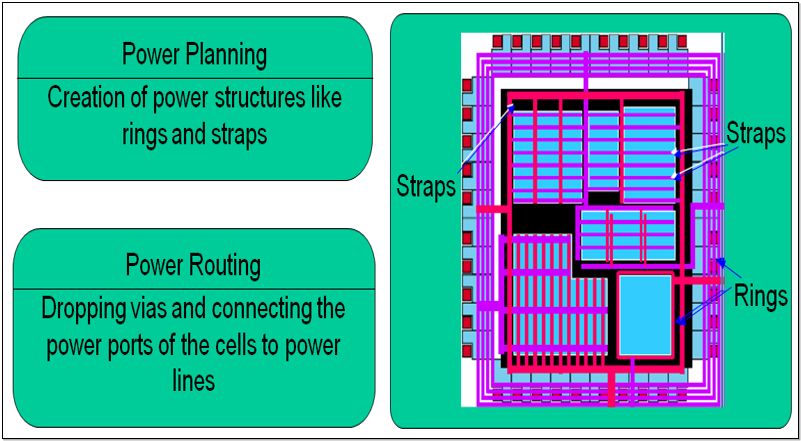 Power Planning
Creation of power structures like
rings and straps
Power Routing
Dropping vias and connecting the
power ports of the cells to power
lines
Straps
Straps
Rings